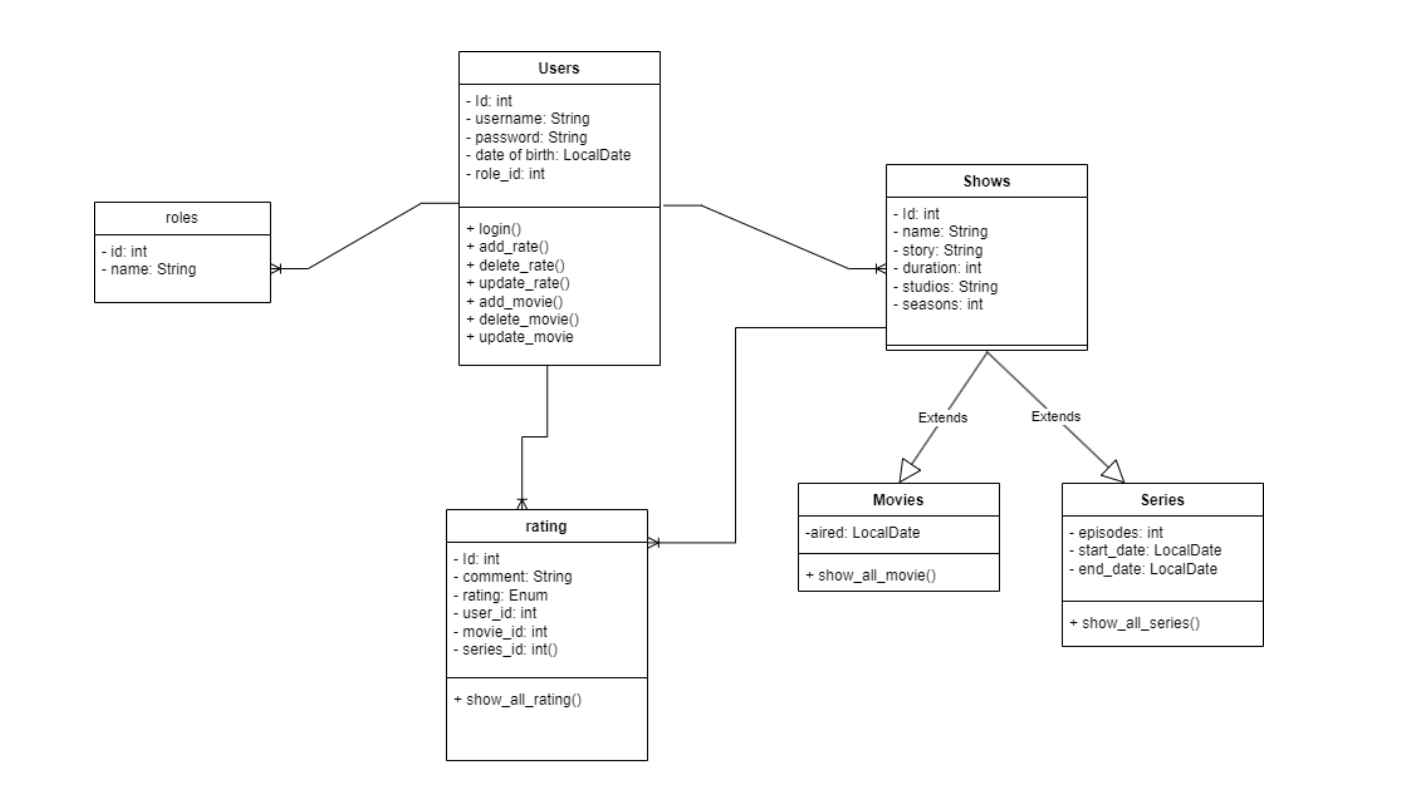 Users
- Id: int
- username: String
- password: String
- date of birth: LocalDate
- role_id: int
+ login()
+ add_rate()
+ delete_rate()
+ update_rate()
+ add_movie()
+ delete_movie()
+ update_movie
roles
- id: int
- name: String
Shows
- Id: int
- name: String
- story: String
- duration: int
- studios: String
- seasons: int
Extends
Extends
Movies
-aired: LocalDate
+ show_all_movie()
Series
- episodes: int
- start_date: LocalDate
- end_date: LocalDate
+ show_all_series()
rating
- Id: int
- comment: String
- rating: Enum
- user_id: int
- movie_id: int
- series_id: int()
+ show_all_rating()